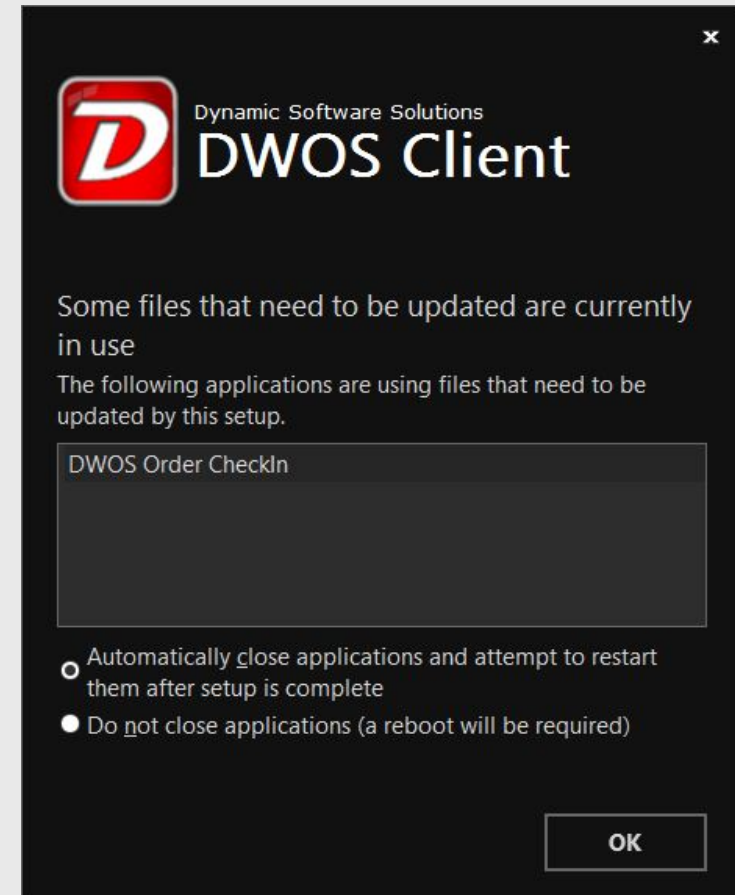 x
D
Dynamic Software Solutions
DWOS Client
Some files that need to be updated are currently
in use
The following applications are using files that need to be
updated by this setup.
DWOS Order CheckIn
Automatically close applications and attempt to restart
them after setup is complete
Do not close applications (a reboot will be required)
OK